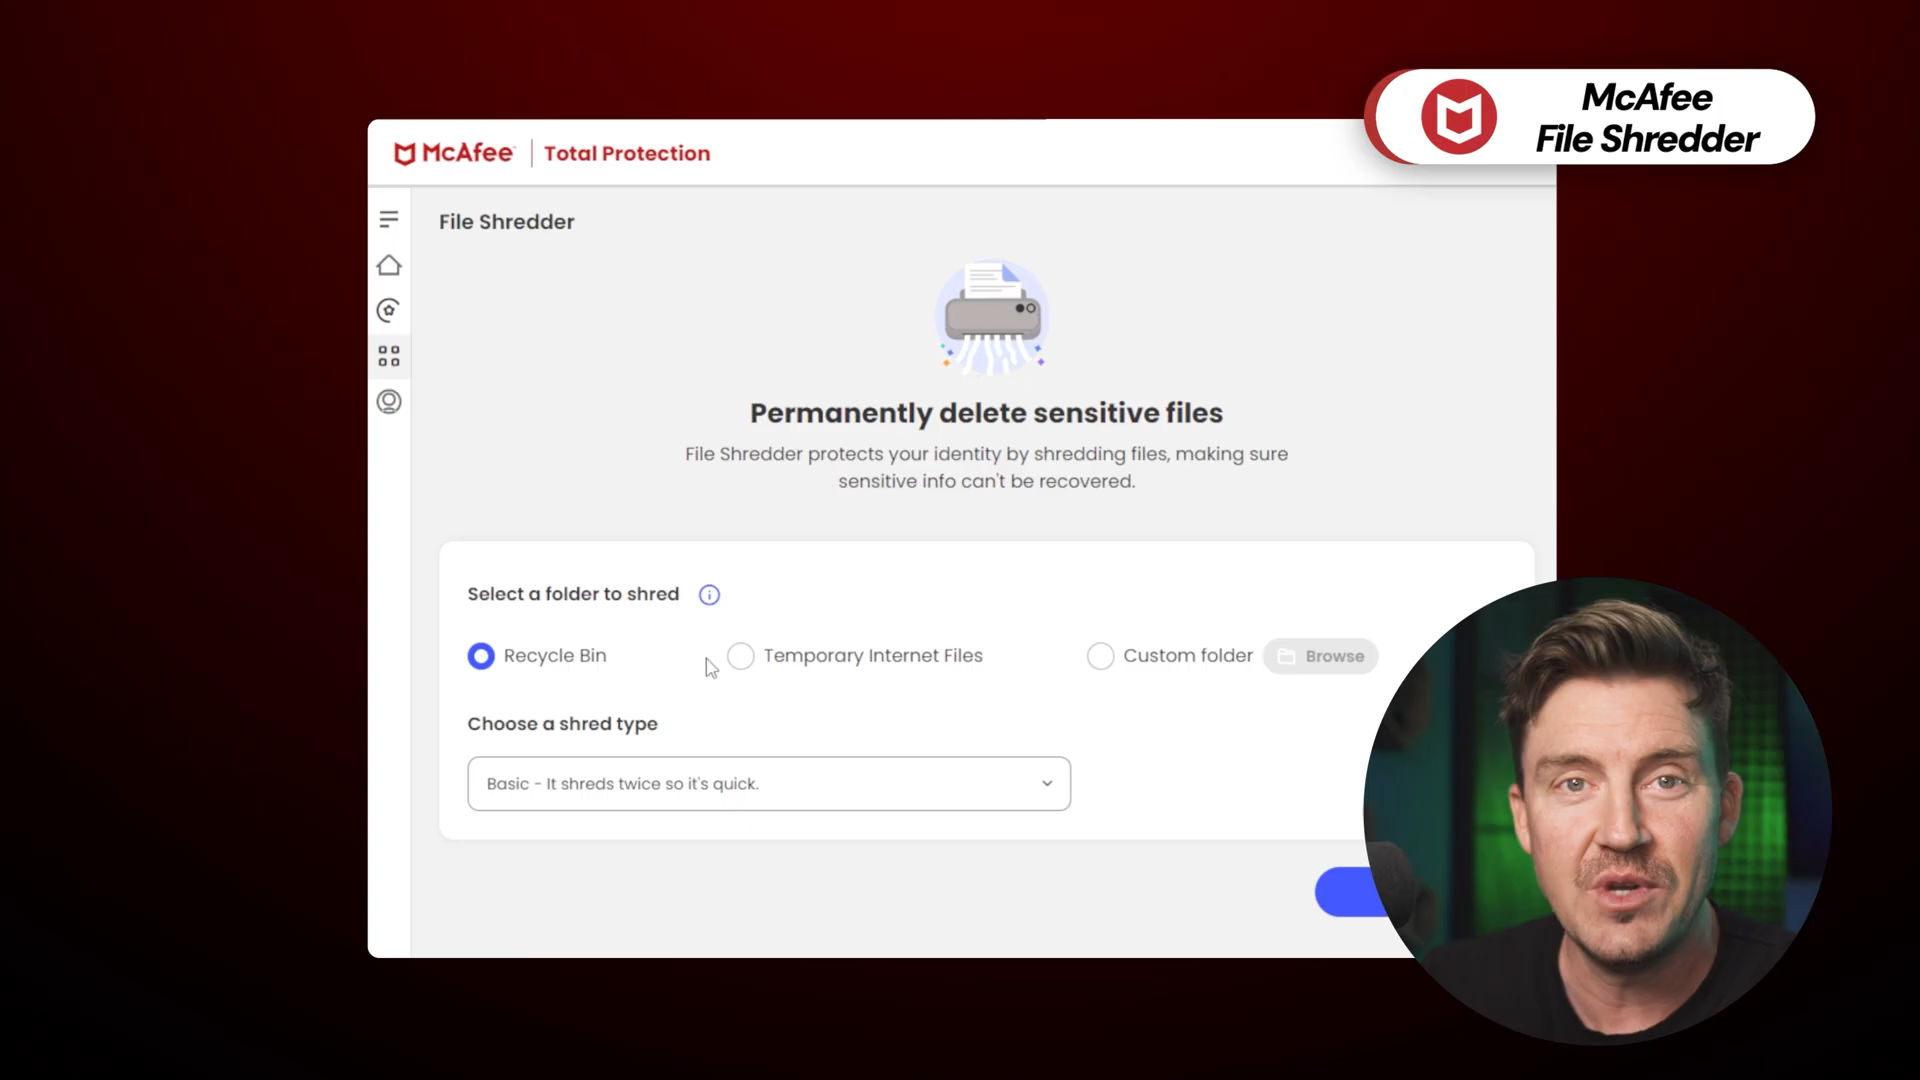 McAfee
File Shredder
McAfee | Total Protection
File Shredder
Permanently delete sensitive files
File Shredder protects your identity by shredding files, making sure
sensitive info can't be recovered.
Select a folder to shred
Recycle Bin
Temporary Internet Files
Custom folder
Browse
Choose a shred type
Basic - It shreds twice so it's quick.